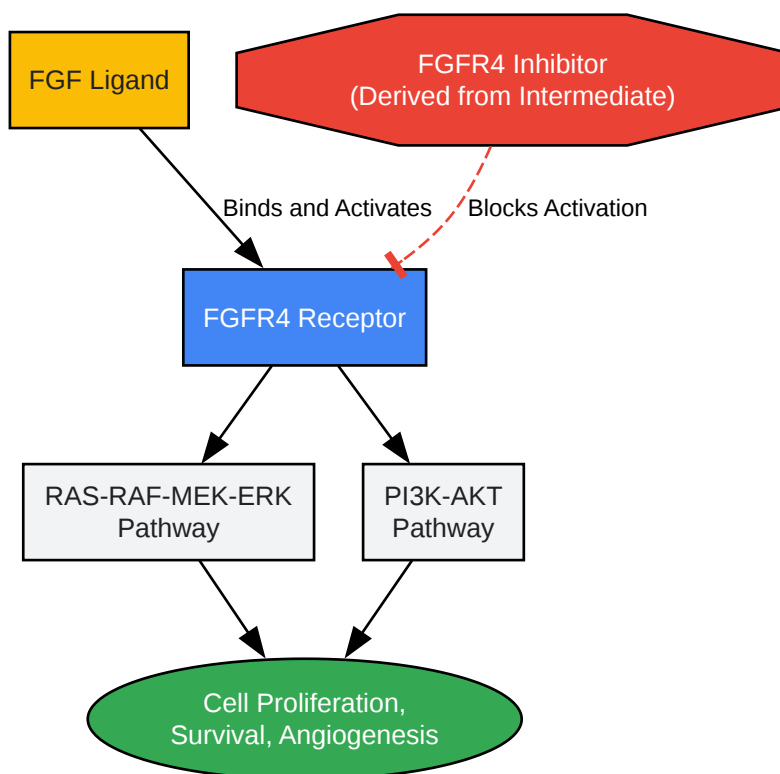 FGF Ligand
FGFR4 Inhibitor
(Derived from Intermediate)
Binds and Activates
Blocks Activation
FGFR4 Receptor
RAS-RAF-MEK-ERK
Pathway
PI3K-AKT
Pathway
Cell Proliferation,
Survival, Angiogenesis